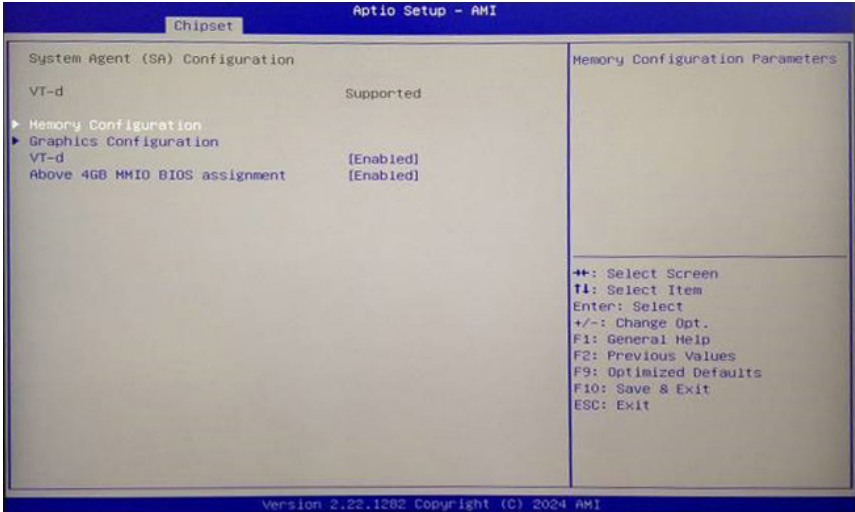 Aptio Setup - AMI
Chipset
System Agent (SA) Configuration
VT-d Supported
Memory Configuration
Graphics Configuration
VT-d [Enabled]
Above 4GB MMIO BIOS assignment [Enabled]
Memory Configuration Parameters
→←: Select Screen
↑↓: Select Item
Enter: Select
+/-: Change Opt.
F1: General Help
F2: Previous Values
F9: Optimized Defaults
F10: Save & Exit
ESC: Exit
Version 2.22.1282 Copyright (C) 2024 AMI